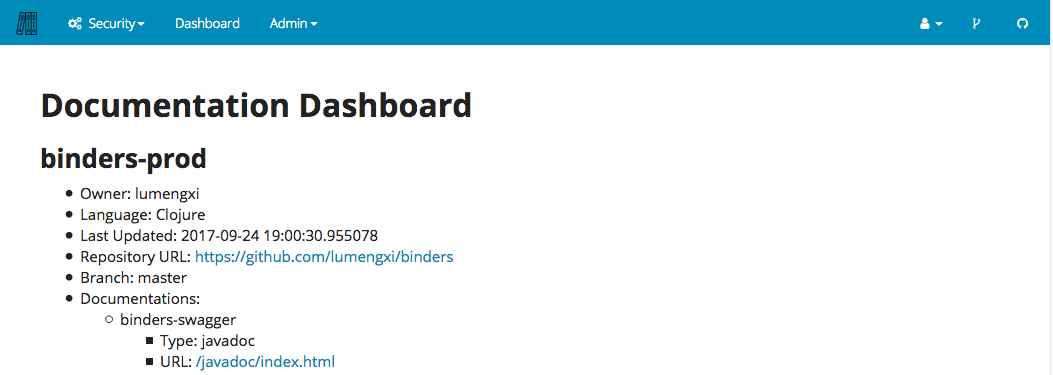 Security Dashboard Admin
Documentation Dashboard
binders-prod
Owner: lumengxi
Language: Clojure
Last Updated: 2017-09-24 19:00:30.955078
Repository URL: https://github.com/lumengxi/binders
Branch: master
Documentations:
binders-swagger
Type: javadoc
URL: /javadoc/index.html